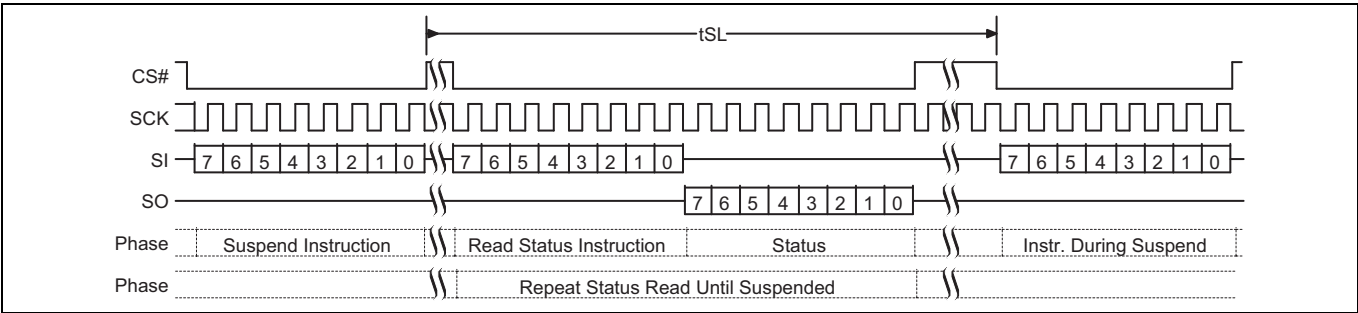 tSL
CS#
SCK
SI 7 6 5 4 3 2 1 0 7 6 5 4 3 2 1 0 7 6 5 4 3 2 1 0
SO 7 6 5 4 3 2 1 0
Phase Suspend Instruction Read Status Instruction Status Instr. During Suspend
Phase Repeat Status Read Until Suspended